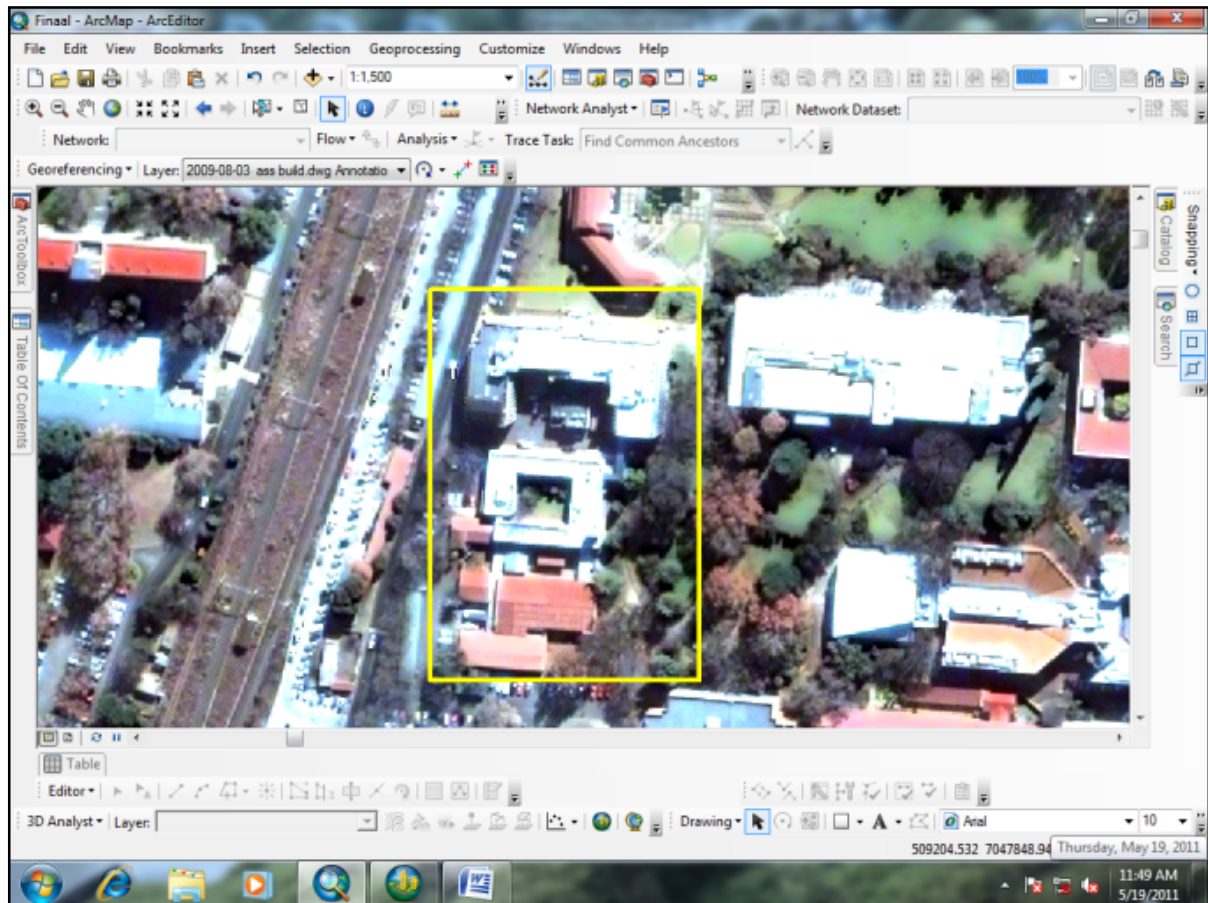 Finaal - ArcMap - ArcEditor
File Edit View Bookmarks Insert Selection Geoprocessing Customize Windows Help
1:1,500 100%
Network Analyst Network Dataset:
Network: Flow Analysis Trace Task: Find Common Ancestors
Georeferencing Layer: 2009-08-03 ass build.dwg Annotatio
ArcToolbox
Table Of Contents
Catalog
Search
Snapping
Table
Editor
3D Analyst Layer: Drawing A Arial 10
509204.532 7047848.94 Thursday, May 19, 2011
11:49 AM
5/19/2011